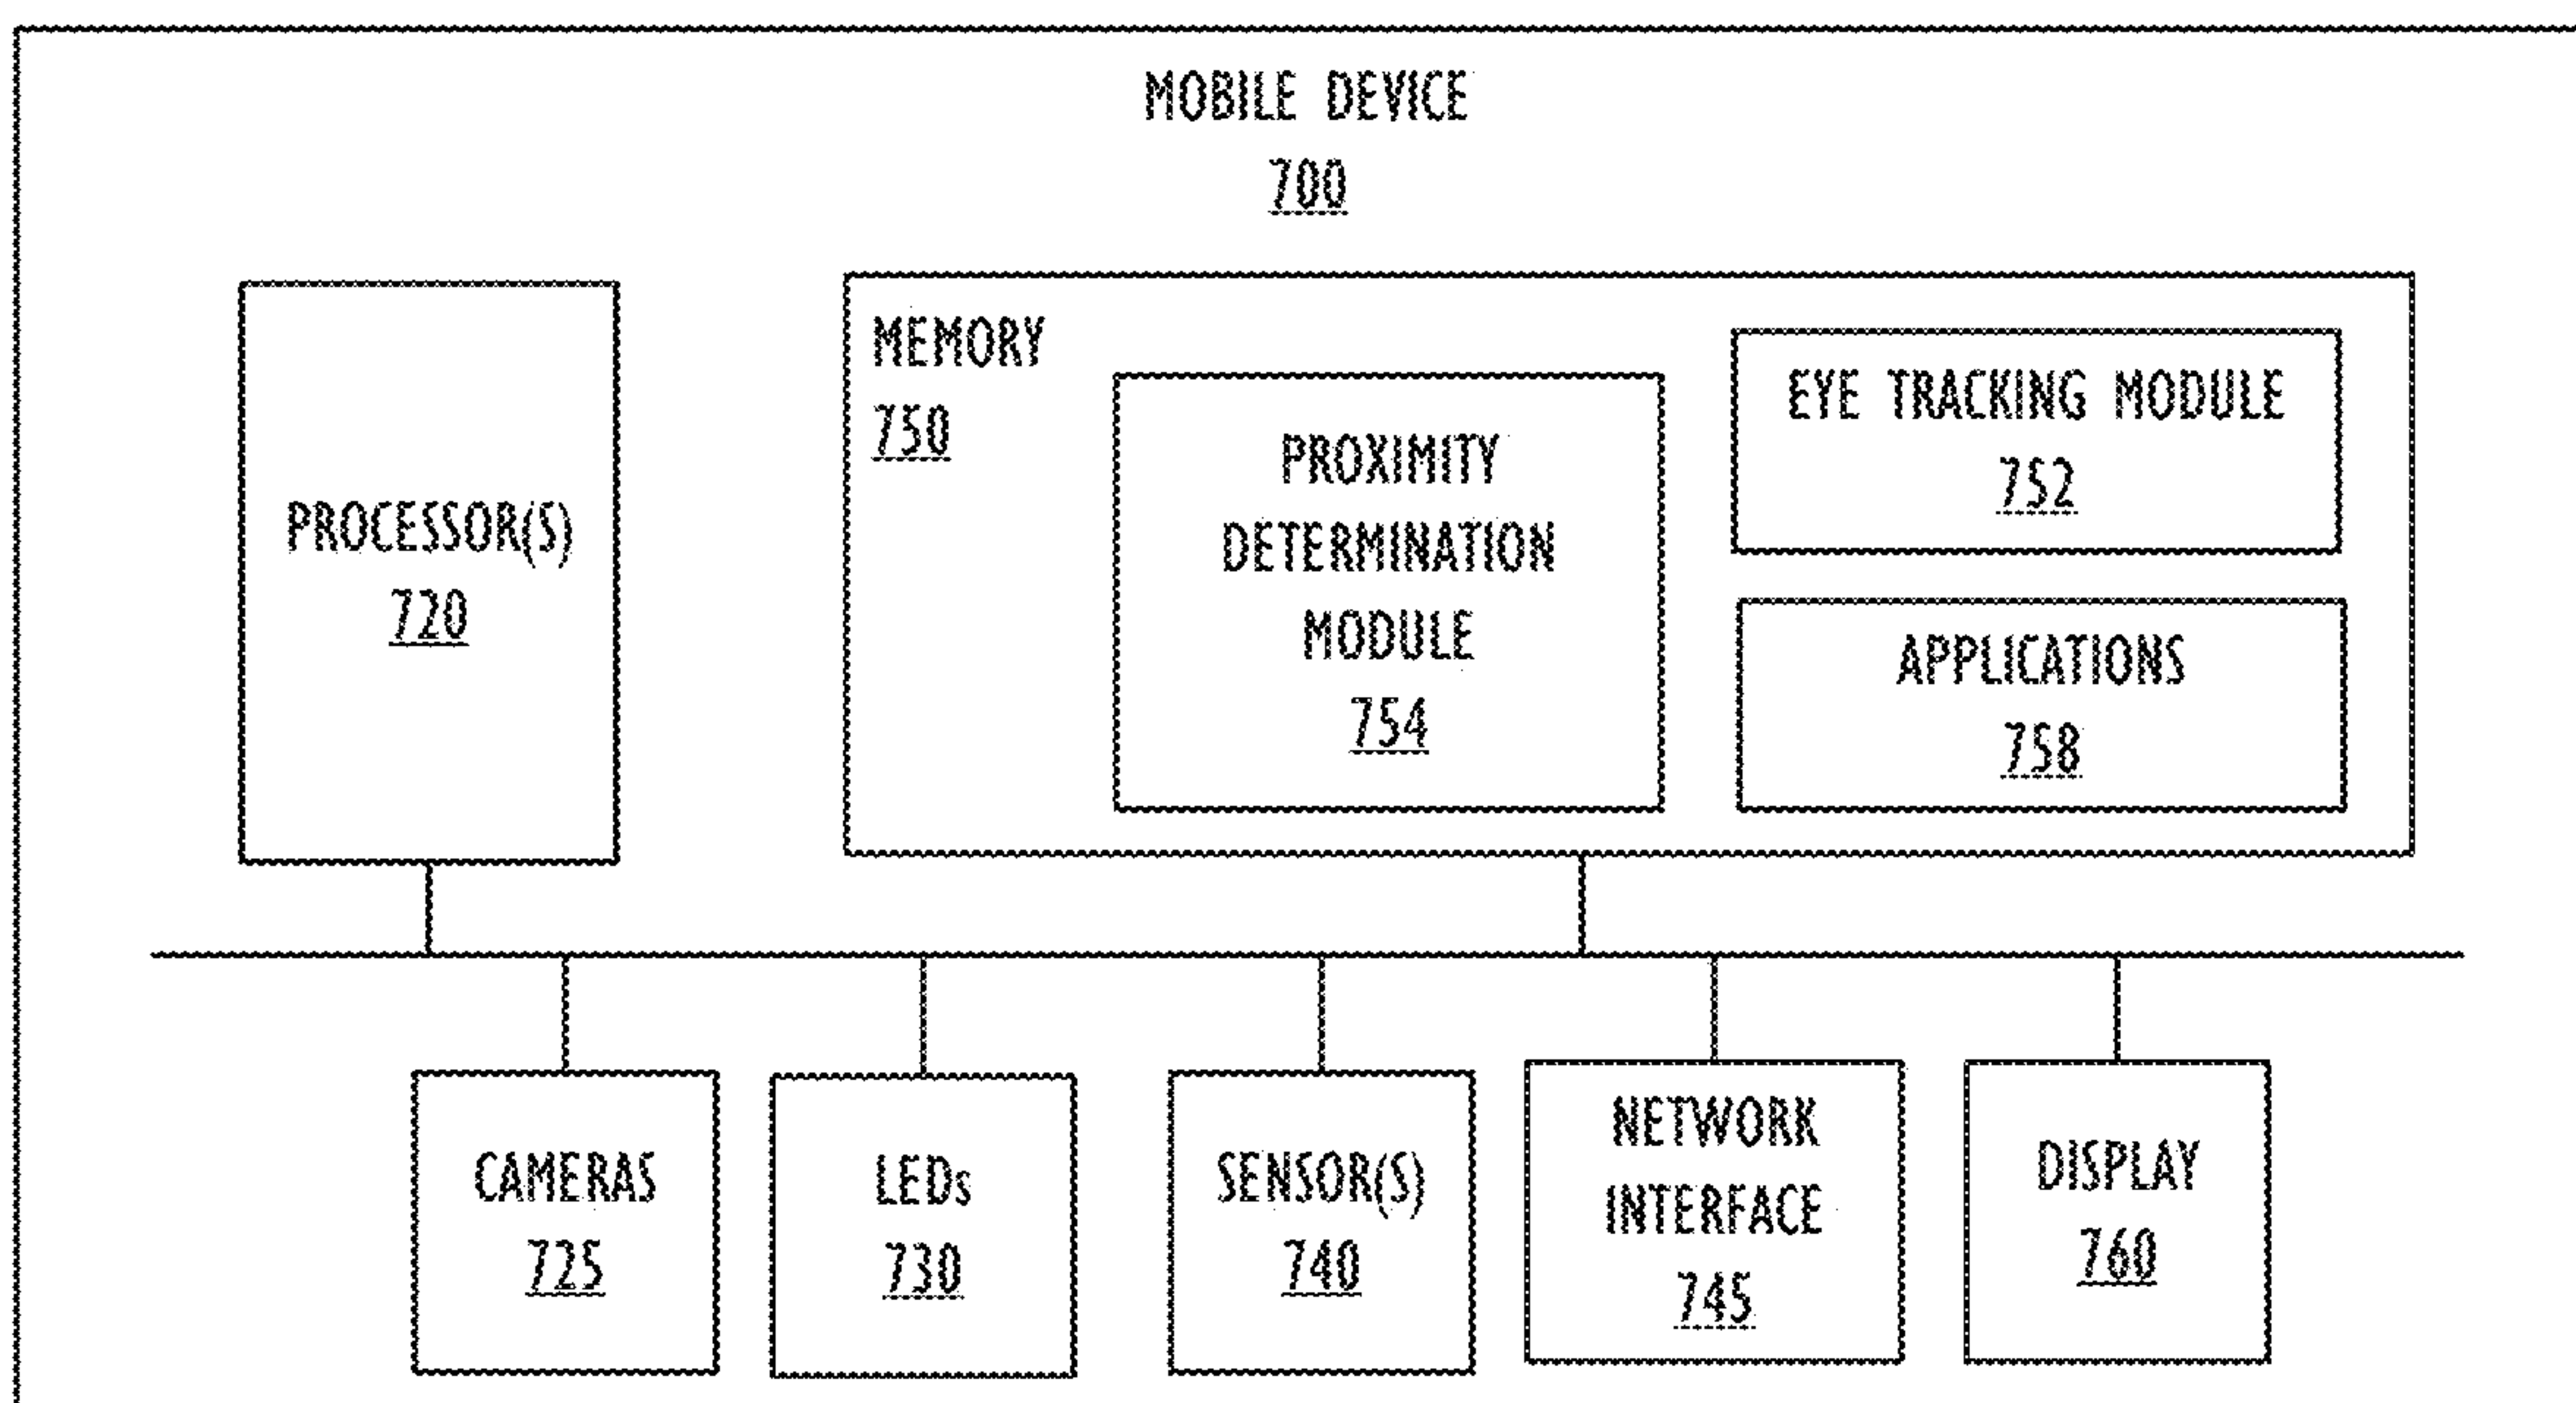 MOBILE DEVICE
700
PROCESSOR(S)
720
MEMORY
750
PROXIMITY
DETERMINATION
MODULE
754
EYE TRACKING MODULE
752
APPLICATIONS
758
CAMERAS
725
LEDs
730
SENSOR(S)
740
NETWORK
INTERFACE
745
DISPLAY
760